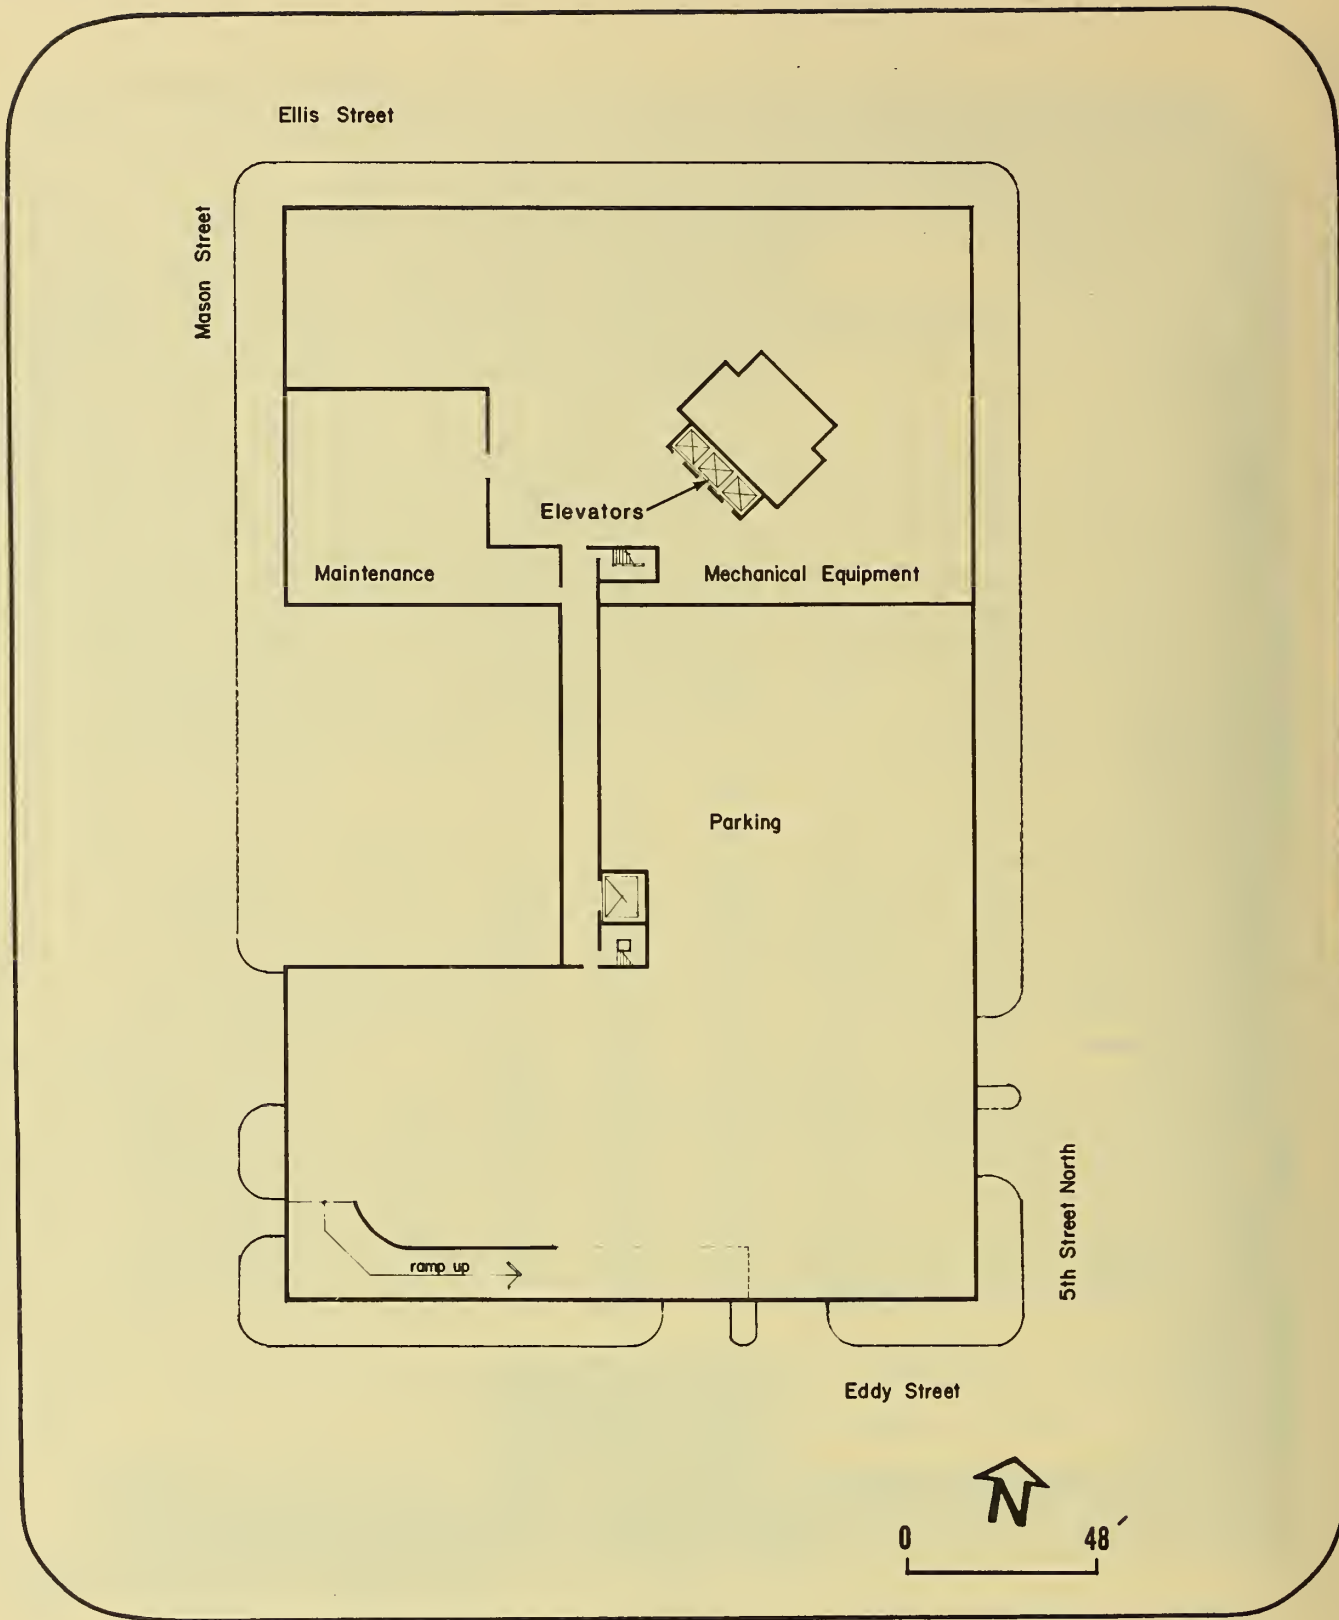 Ellis Street
Mason Street
Elevators
Maintenance
Mechanical Equipment
Parking
ramp up
5th Street North
Eddy Street
N
0 48′